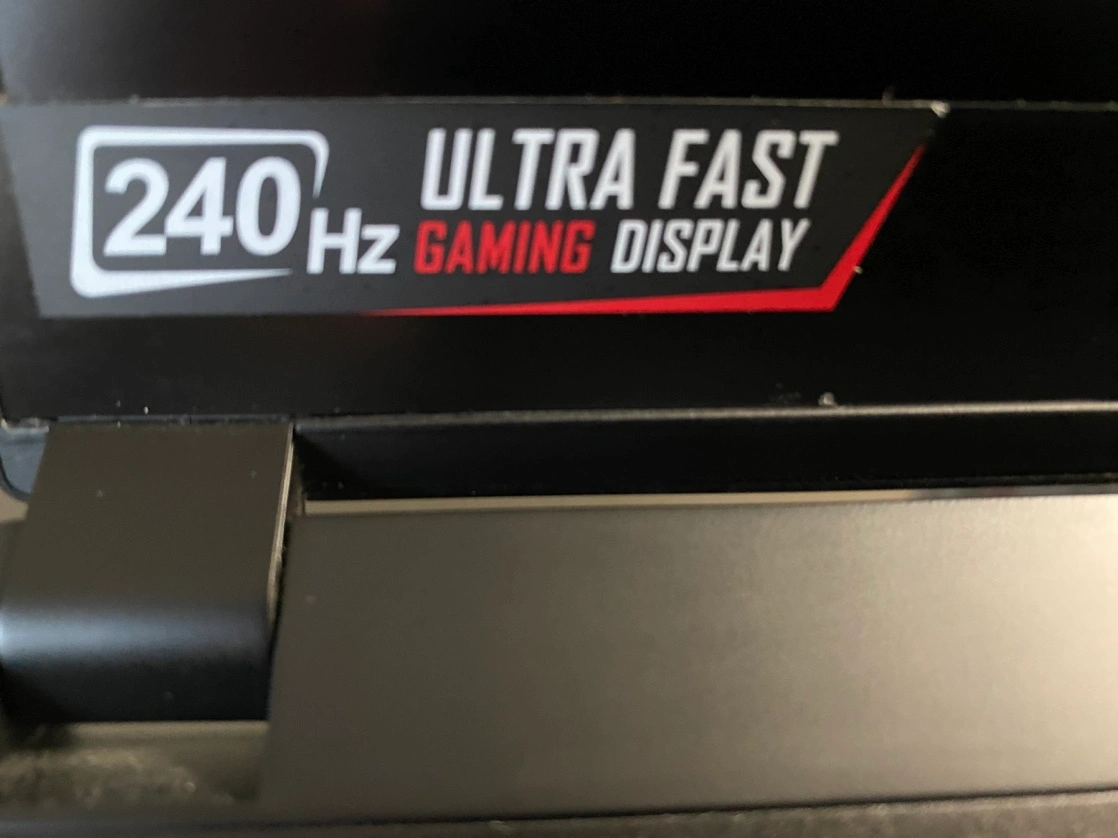 240Hz
ULTRA FAST
GAMING DISPLAY